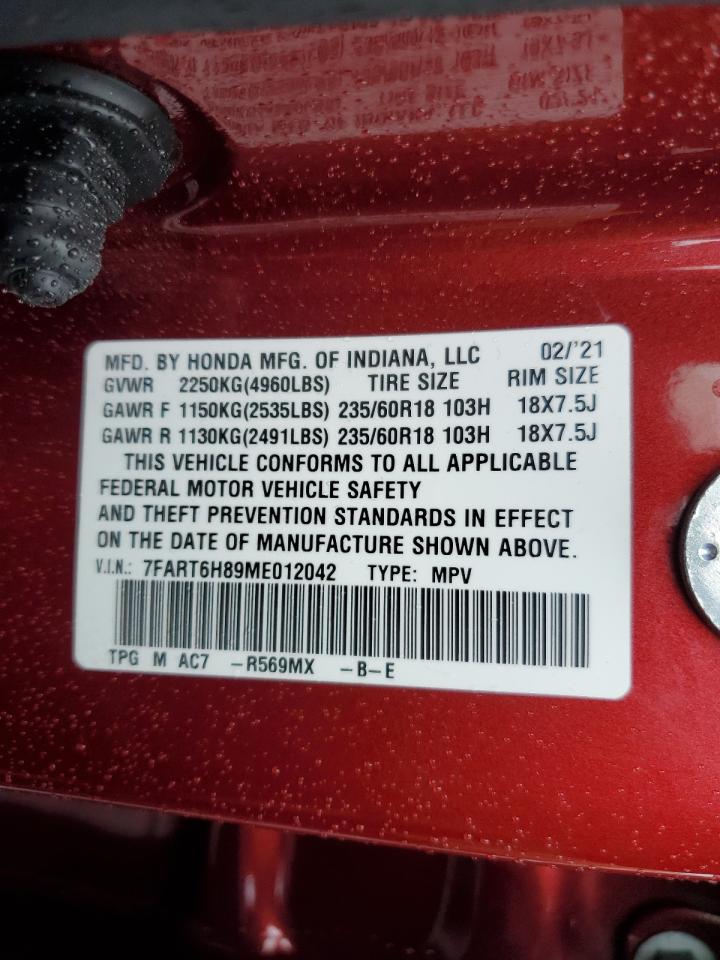 MFD. BY HONDA MFG. OF INDIANA, LLC 02/'21
GVWR 2250KG(4960LBS) TIRE SIZE RIM SIZE
GAWR F 1150KG(2535LBS) 235/60R18 103H 18X7.5J
GAWR R 1130KG(2491LBS) 235/60R18 103H 18X7.5J
THIS VEHICLE CONFORMS TO ALL APPLICABLE
FEDERAL MOTOR VEHICLE SAFETY
AND THEFT PREVENTION STANDARDS IN EFFECT
ON THE DATE OF MANUFACTURE SHOWN ABOVE.
V.I.N.: 7FART6H89ME012042 TYPE: MPV
TPG M AC7 -R569MX -B-E